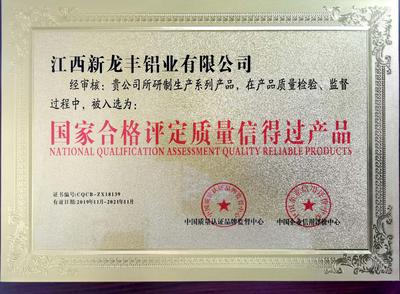 江西新龙丰铝业有限公司
经审核：贵公司所研制生产系列产品，在产品质量检验、监督
过程中，被入选为：
国家合格评定质量信得过产品
NATIONAL QUALIFICATION ASSESSMENT QUALITY RELIABLE PRODUCTS
证书编号:CQCB-ZX18139
有证日期:2019年11月-2021年11月
中国质量认证品牌监督中心
中国企业信用评价中心